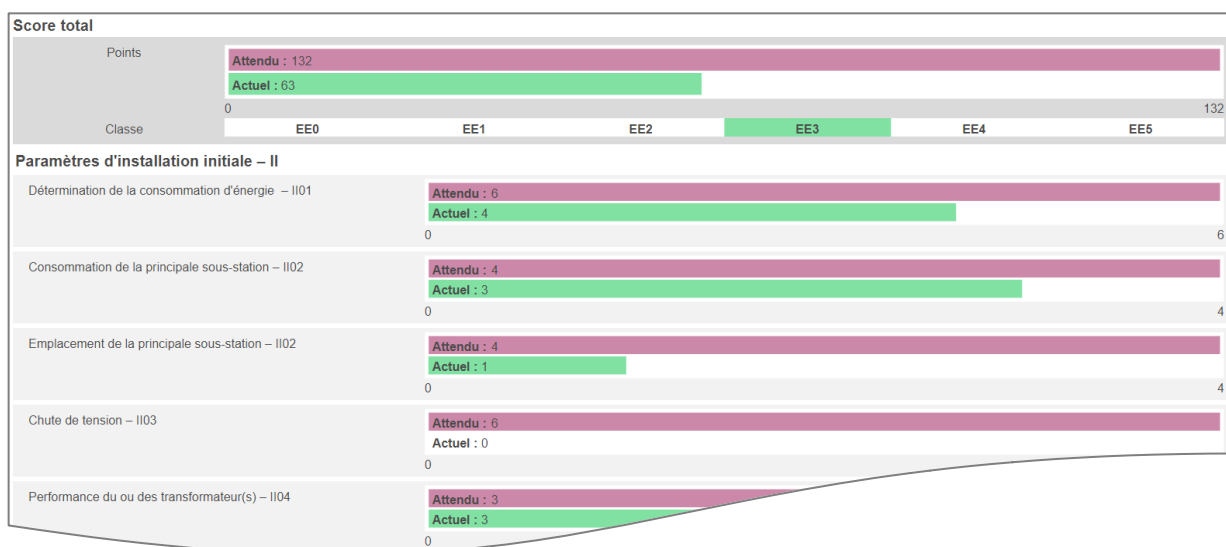 Score total
Points
Attendu : 132
Actuel : 63
0 132
Classe EE0 EE1 EE2 EE3 EE4 EE5
Paramètres d'installation initiale – II
Détermination de la consommation d'énergie – II01
Attendu : 6
Actuel : 4
0 6
Consommation de la principale sous-station – II02
Attendu : 4
Actuel : 3
0 4
Emplacement de la principale sous-station – II02
Attendu : 4
Actuel : 1
0 4
Chute de tension – II03
Attendu : 6
Actuel : 0
0
Performance du ou des transformateur(s) – II04
Attendu : 3
Actuel : 3
0